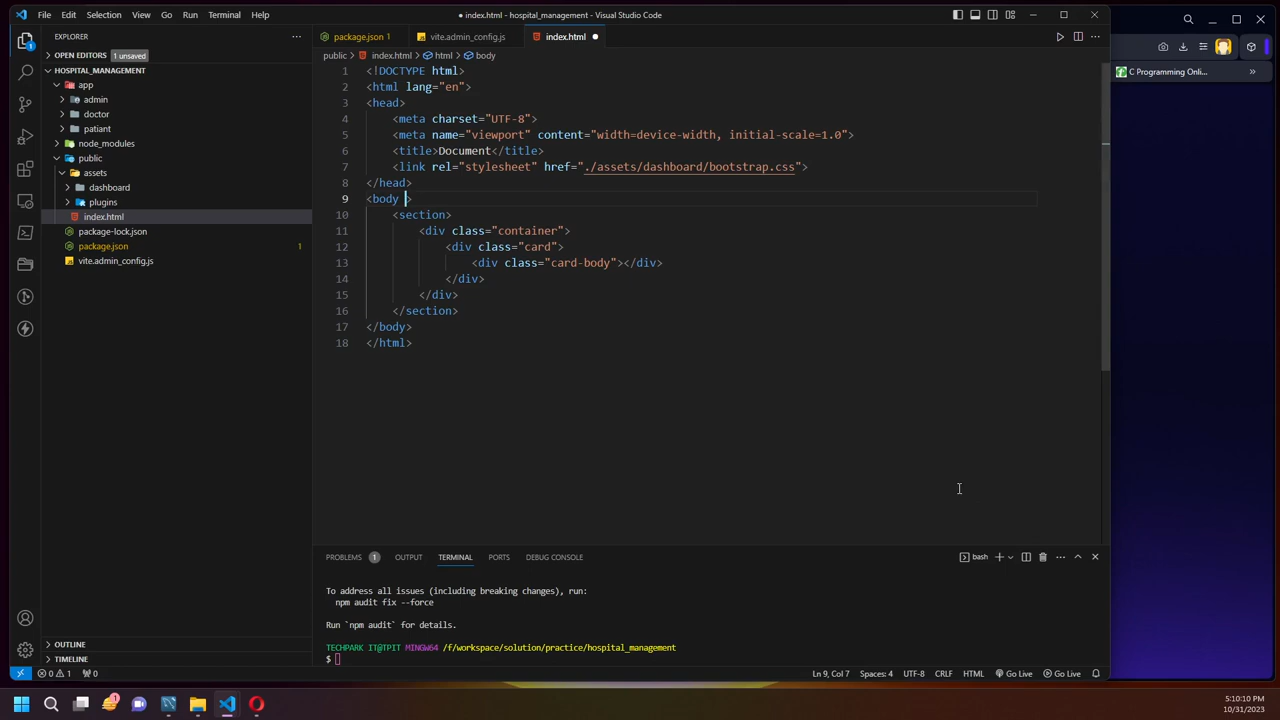 File Edit Selection View Go Run Terminal Help
● index.html - hospital_management - Visual Studio Code
EXPLORER
OPEN EDITORS 1 unsaved
HOSPITAL_MANAGEMENT
app
admin
doctor
patiant
node_modules
public
assets
dashboard
plugins
index.html
package-lock.json
package.json 1
vite.admin_config.js
OUTLINE
TIMELINE
package.json 1 vite.admin_config.js index.html
public > index.html > html > body
1 <!DOCTYPE html>
2 <html lang="en">
3 <head>
4 <meta charset="UTF-8">
5 <meta name="viewport" content="width=device-width, initial-scale=1.0">
6 <title>Document</title>
7 <link rel="stylesheet" href="./assets/dashboard/bootstrap.css">
8 </head>
9 <body >
10 <section>
11 <div class="container">
12 <div class="card">
13 <div class="card-body"></div>
14 </div>
15 </div>
16 </section>
17 </body>
18 </html>
C Programming Onli...
PROBLEMS 1 OUTPUT TERMINAL PORTS DEBUG CONSOLE
bash
To address all issues (including breaking changes), run:
npm audit fix --force
Run `npm audit` for details.
TECHPARK IT@TPIT MINGW64 /f/workspace/solution/practice/hospital_management
$
0 1 0 Ln 9, Col 7 Spaces: 4 UTF-8 CRLF HTML Go Live Go Live
5:10:10 PM
10/31/2023